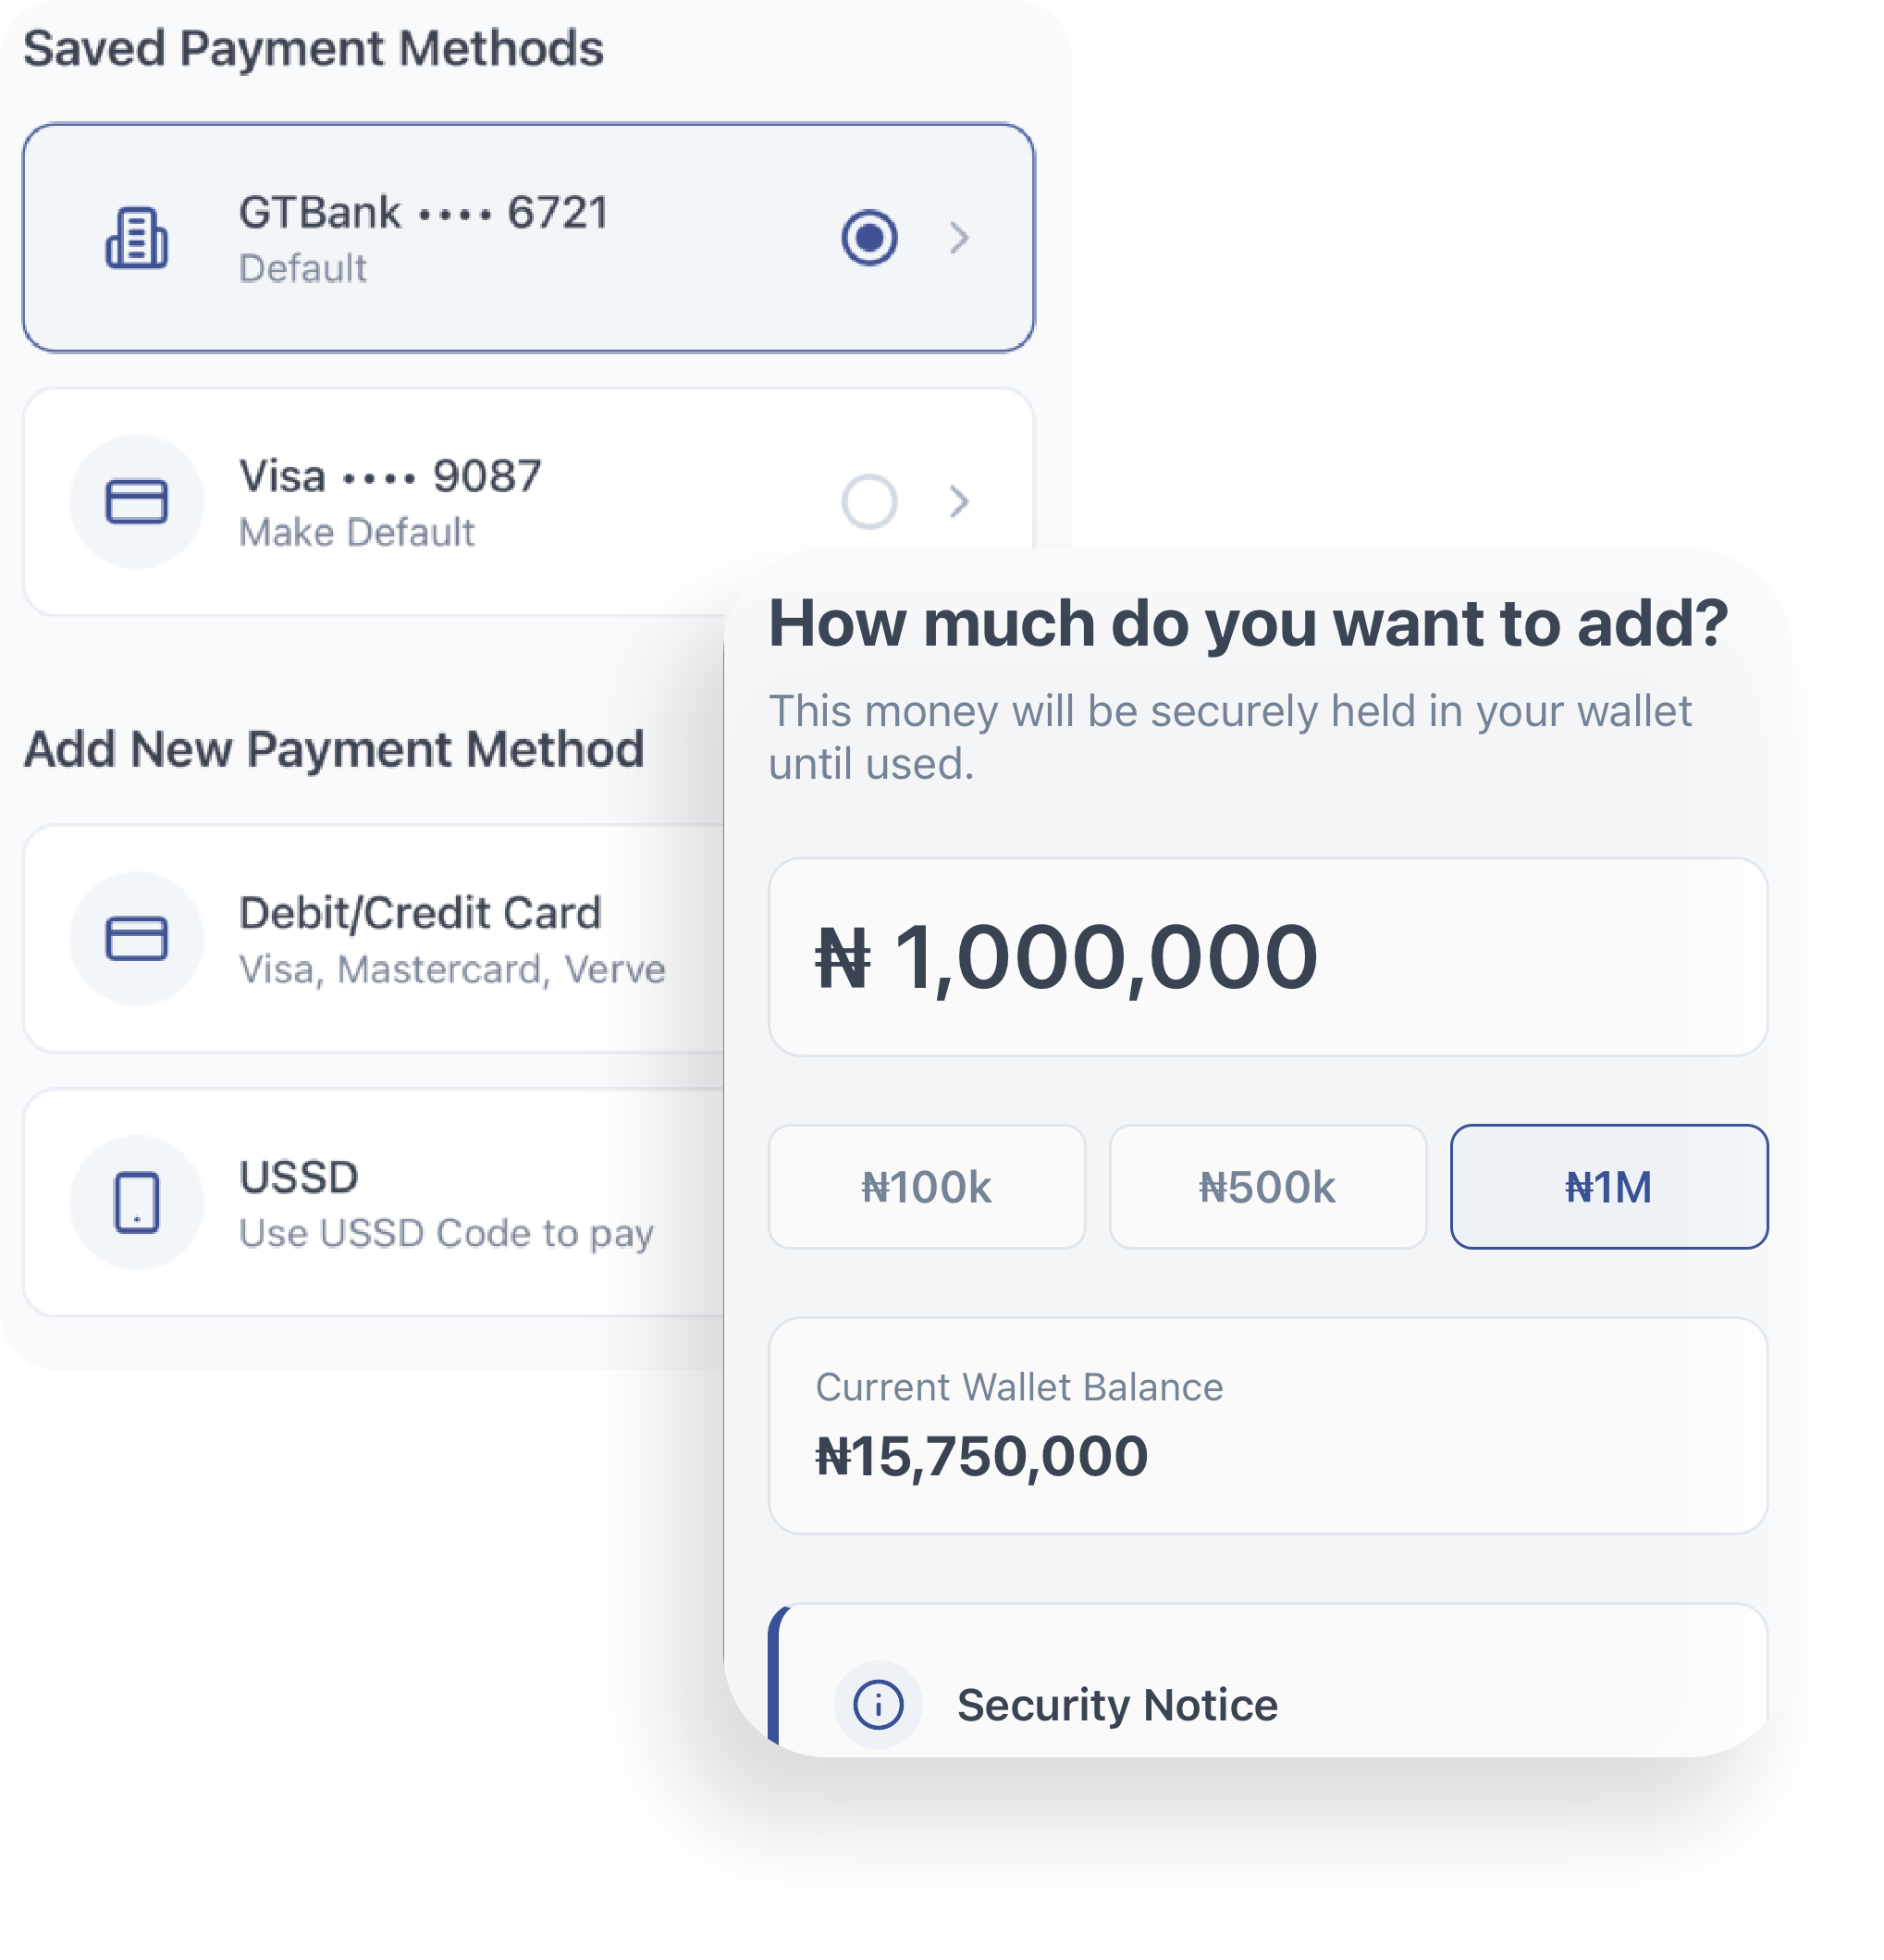 Saved Payment Methods
GTBank •••• 6721
Default
Visa •••• 9087
Make Default
Add New Payment Method
Debit/Credit Card
Visa, Mastercard, Verve
USSD
Use USSD Code to pay
How much do you want to add?
This money will be securely held in your wallet
until used.
₦ 1,000,000
₦100k
₦500k
₦1M
Current Wallet Balance
₦15,750,000
Security Notice